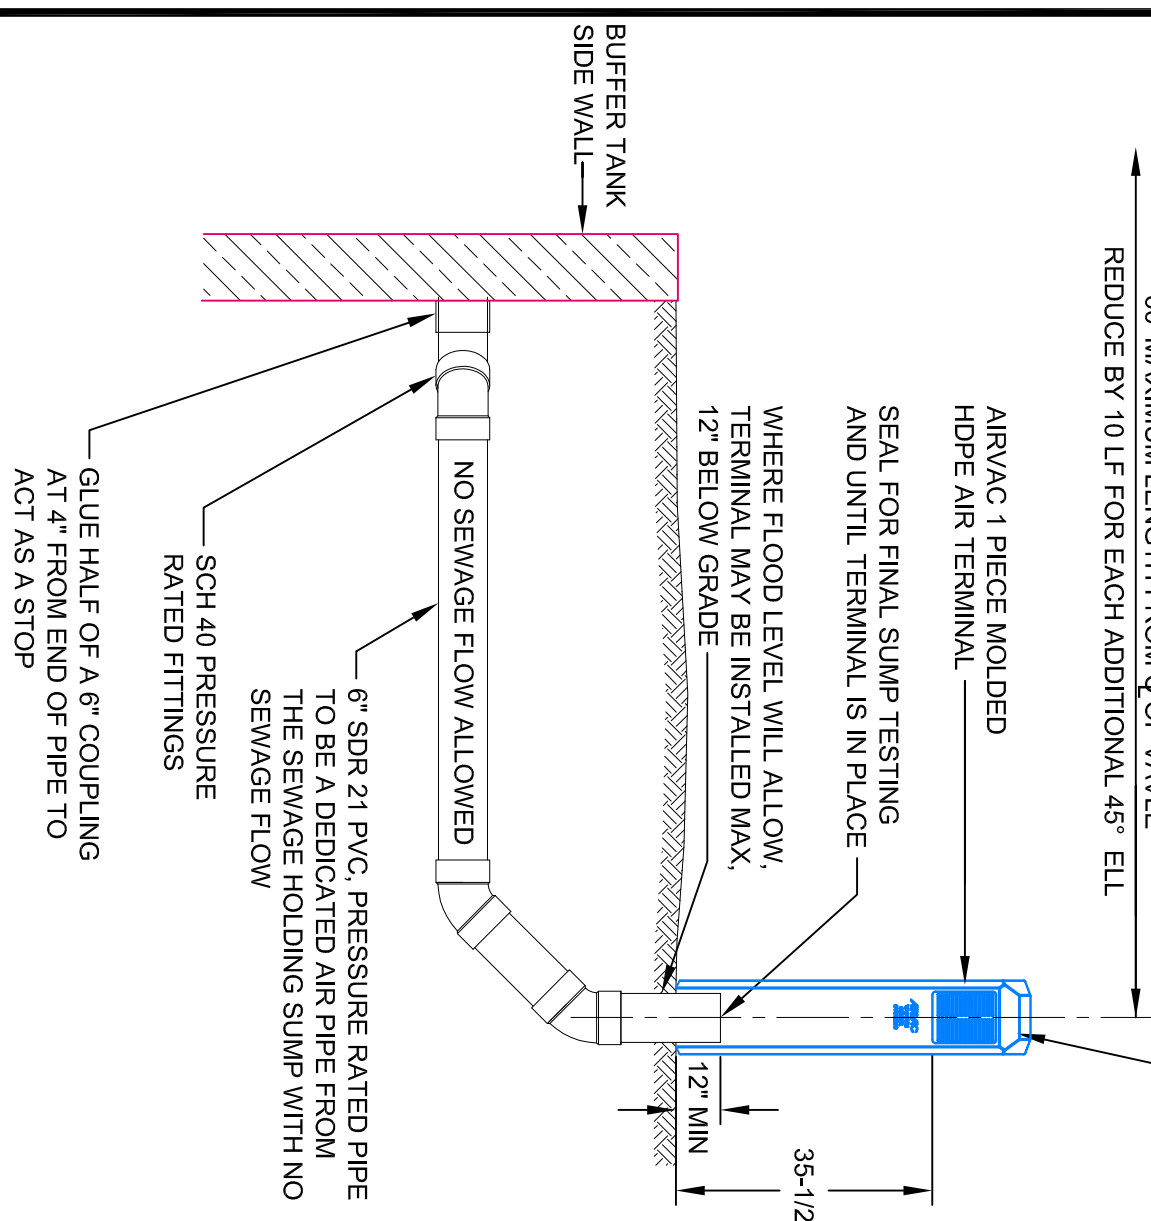 REDUCE BY 10 LF FOR EACH ADDITIONAL 45° ELL
AIRVAC 1 PIECE MOLDED
HDPE AIR TERMINAL
SEAL FOR FINAL SUMP TESTING
AND UNTIL TERMINAL IS IN PLACE
WHERE FLOOD LEVEL WILL ALLOW,
TERMINAL MAY BE INSTALLED MAX,
12" BELOW GRADE
12" MIN
35-1/2
BUFFER TANK
SIDE WALL
NO SEWAGE FLOW ALLOWED
6" SDR 21 PVC, PRESSURE RATED PIPE
TO BE A DEDICATED AIR PIPE FROM
THE SEWAGE HOLDING SUMP WITH NO
SEWAGE FLOW
SCH 40 PRESSURE
RATED FITTINGS
GLUE HALF OF A 6" COUPLING
AT 4" FROM END OF PIPE TO
ACT AS A STOP